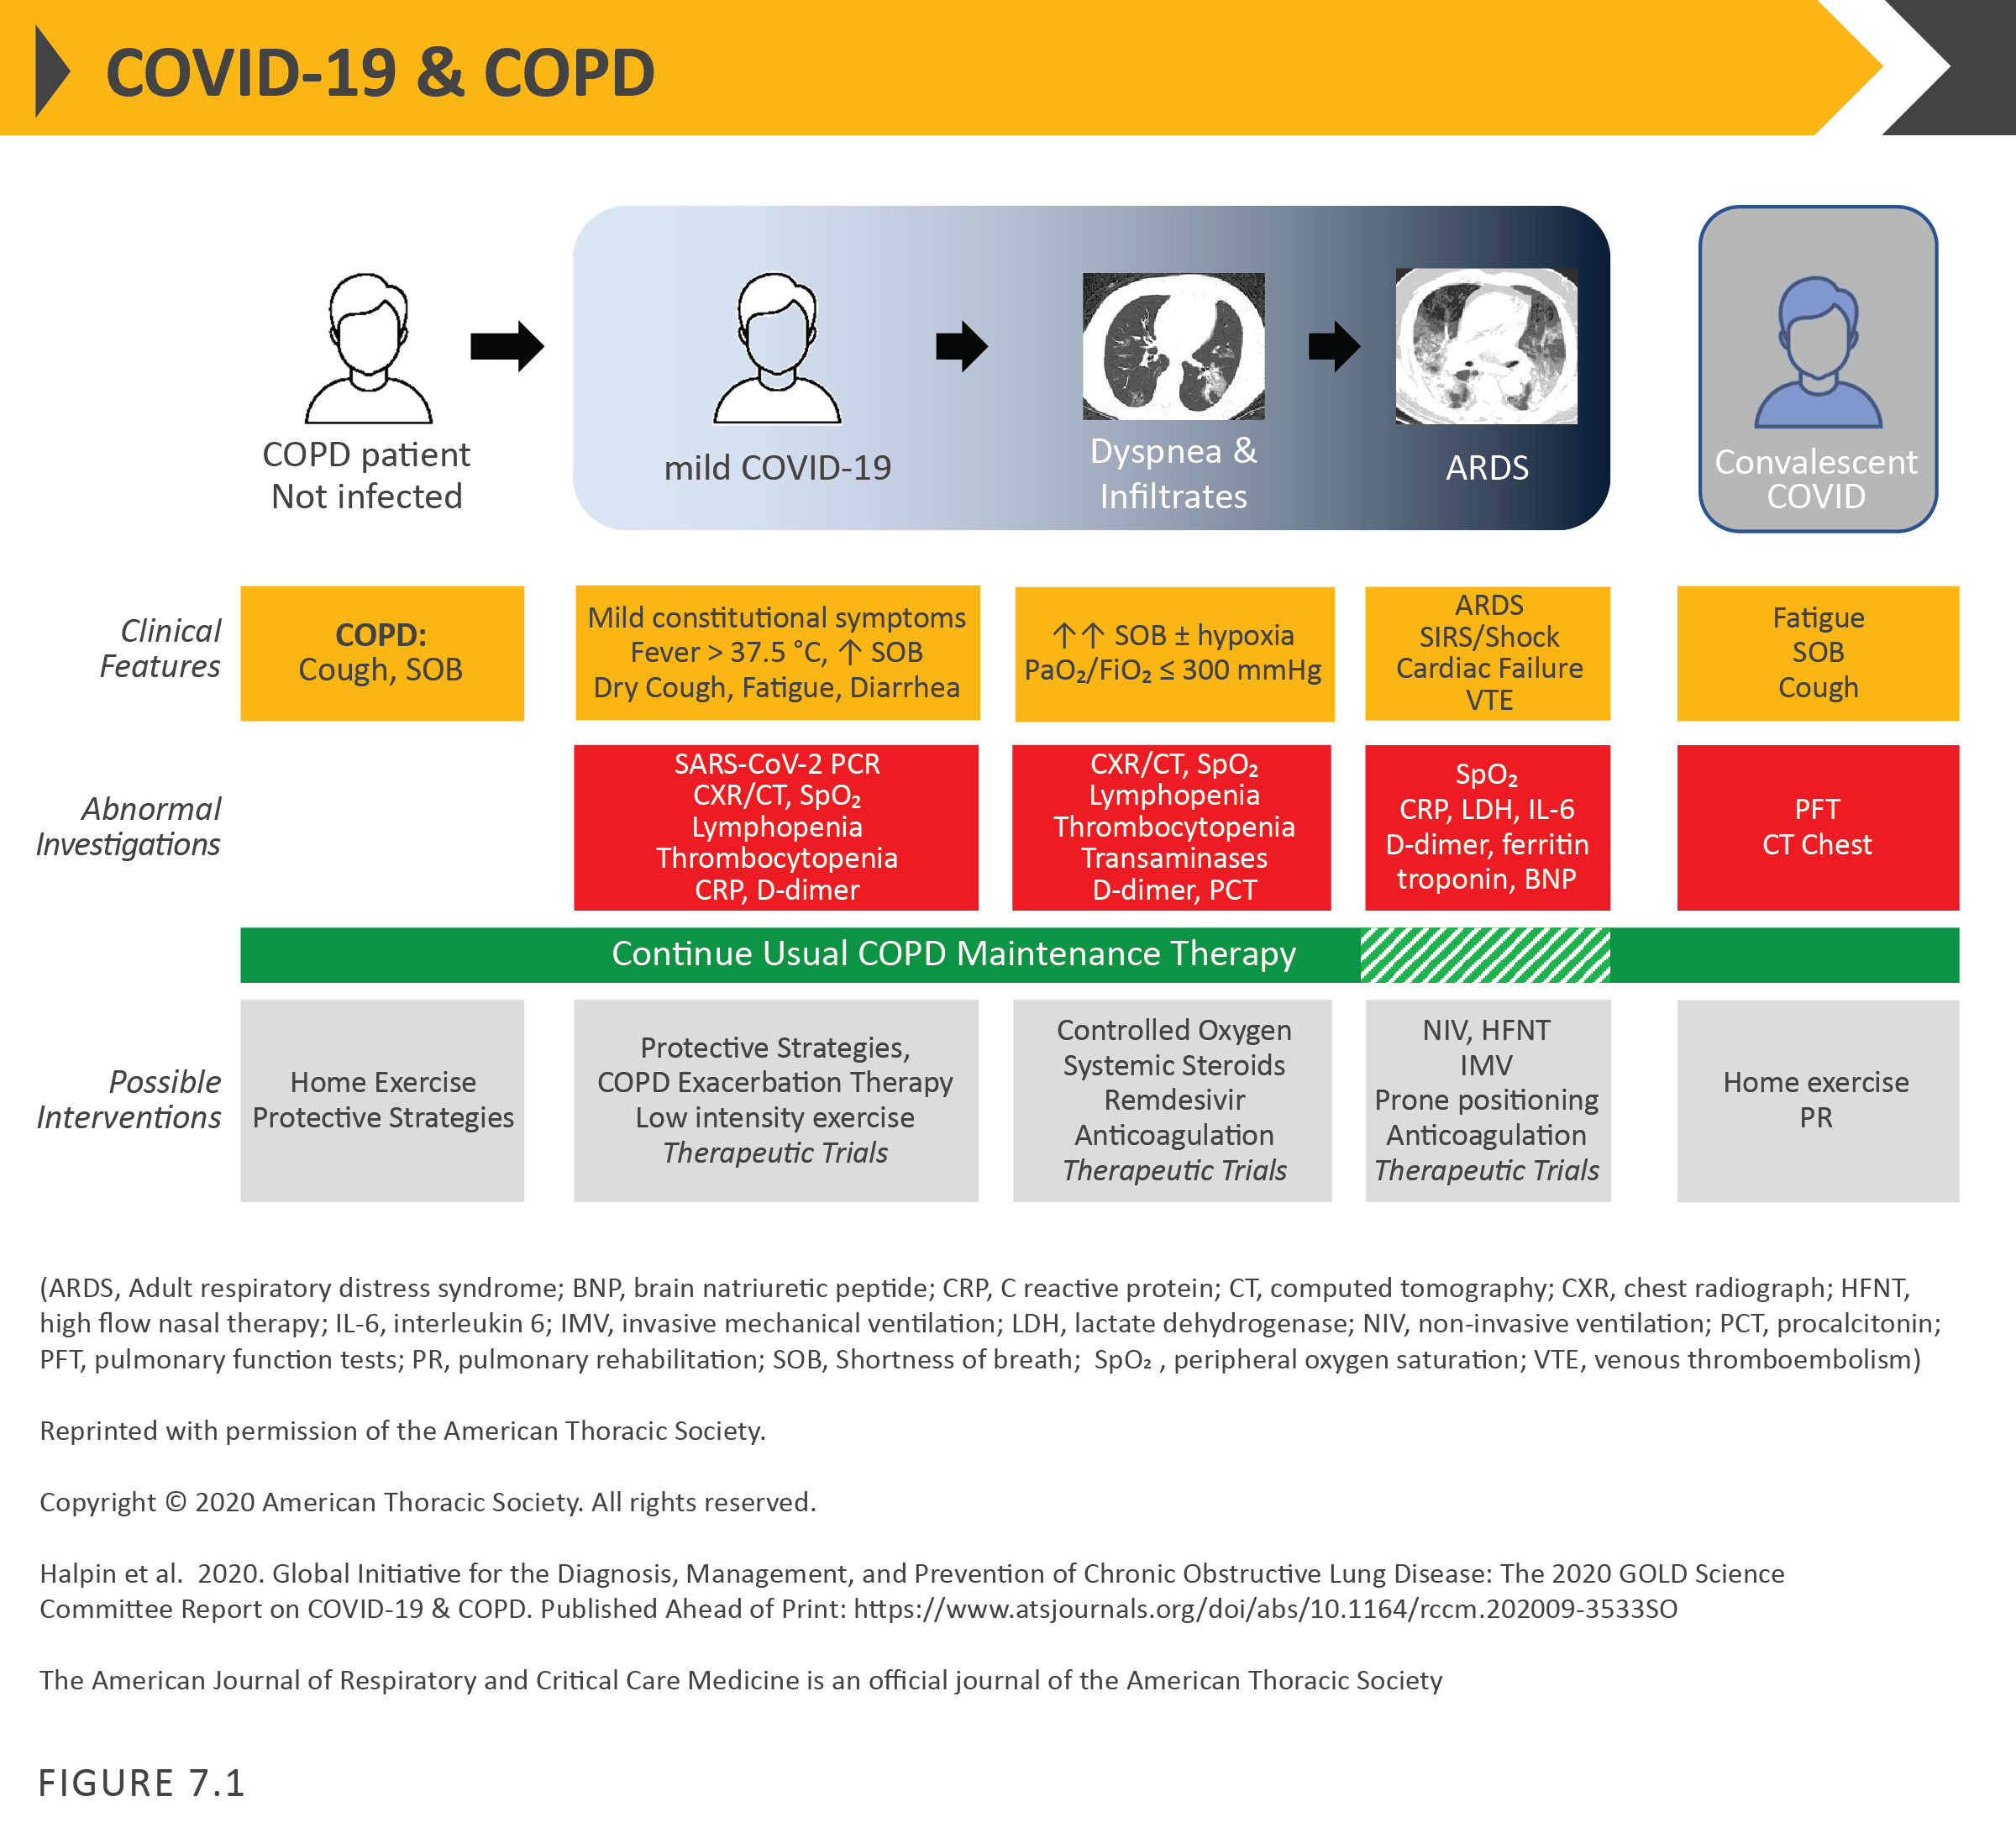 COVID-19 & COPD
COPD patient
Not infected
mild COVID-19
Dyspnea &
Infiltrates
ARDS
Convalescent
COVID
Clinical
Features
COPD:
Cough, SOB
Mild constitutional symptoms
Fever > 37.5 °C, ↑ SOB
Dry Cough, Fatigue, Diarrhea
↑↑ SOB ± hypoxia
PaO₂/FiO₂ ≤ 300 mmHg
ARDS
SIRS/Shock
Cardiac Failure
VTE
Fatigue
SOB
Cough
Abnormal
Investigations
SARS-CoV-2 PCR
CXR/CT, SpO₂
Lymphopenia
Thrombocytopenia
CRP, D-dimer
CXR/CT, SpO₂
Lymphopenia
Thrombocytopenia
Transaminases
D-dimer, PCT
SpO₂
CRP, LDH, IL-6
D-dimer, ferritin
troponin, BNP
PFT
CT Chest
Continue Usual COPD Maintenance Therapy
Possible
Interventions
Home Exercise
Protective Strategies
Protective Strategies,
COPD Exacerbation Therapy
Low intensity exercise
Therapeutic Trials
Controlled Oxygen
Systemic Steroids
Remdesivir
Anticoagulation
Therapeutic Trials
NIV, HFNT
IMV
Prone positioning
Anticoagulation
Therapeutic Trials
Home exercise
PR
(ARDS, Adult respiratory distress syndrome; BNP, brain natriuretic peptide; CRP, C reactive protein; CT, computed tomography; CXR, chest radiograph; HFNT,
high flow nasal therapy; IL-6, interleukin 6; IMV, invasive mechanical ventilation; LDH, lactate dehydrogenase; NIV, non-invasive ventilation; PCT, procalcitonin;
PFT, pulmonary function tests; PR, pulmonary rehabilitation; SOB, Shortness of breath; SpO₂ , peripheral oxygen saturation; VTE, venous thromboembolism)
Reprinted with permission of the American Thoracic Society.
Copyright © 2020 American Thoracic Society. All rights reserved.
Halpin et al. 2020. Global Initiative for the Diagnosis, Management, and Prevention of Chronic Obstructive Lung Disease: The 2020 GOLD Science
Committee Report on COVID-19 & COPD. Published Ahead of Print: https://www.atsjournals.org/doi/abs/10.1164/rccm.202009-3533SO
The American Journal of Respiratory and Critical Care Medicine is an official journal of the American Thoracic Society
FIGURE 7.1